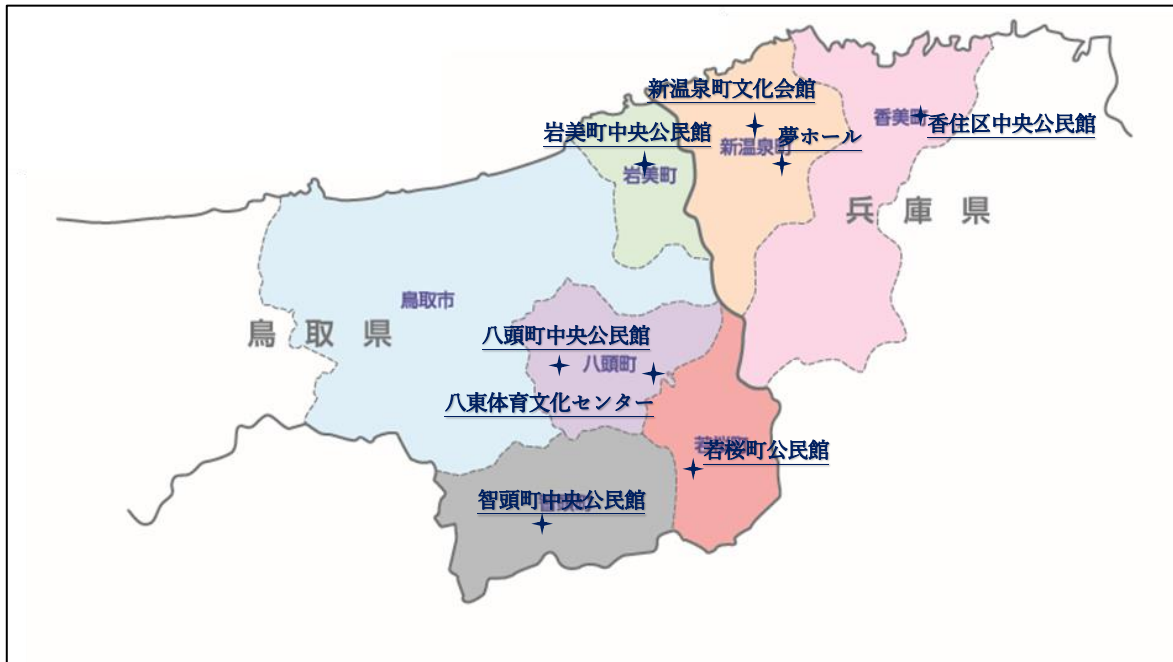 新温泉町文化会館
香美町
香住区中央公民館
岩美町中央公民館
夢ホール
新温泉町
岩美町
兵庫県
鳥取市
鳥取県
八頭町中央公民館
八頭町
八東体育文化センター
若桜町公民館
智頭町中央公民館